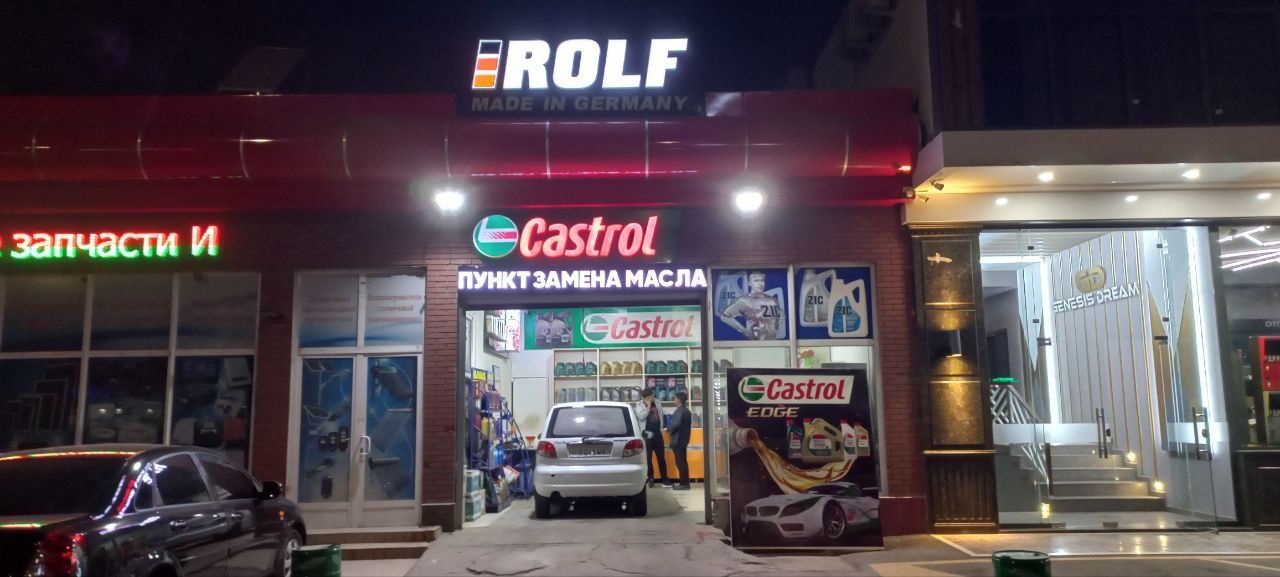 ROLF
MADE IN GERMANY
запчасти И
Castrol
ПУНКТ ЗАМЕНА МАСЛА
Castrol
ZIC
ZIC
ZIC
Castrol
EDGE
GENESIS DREAM